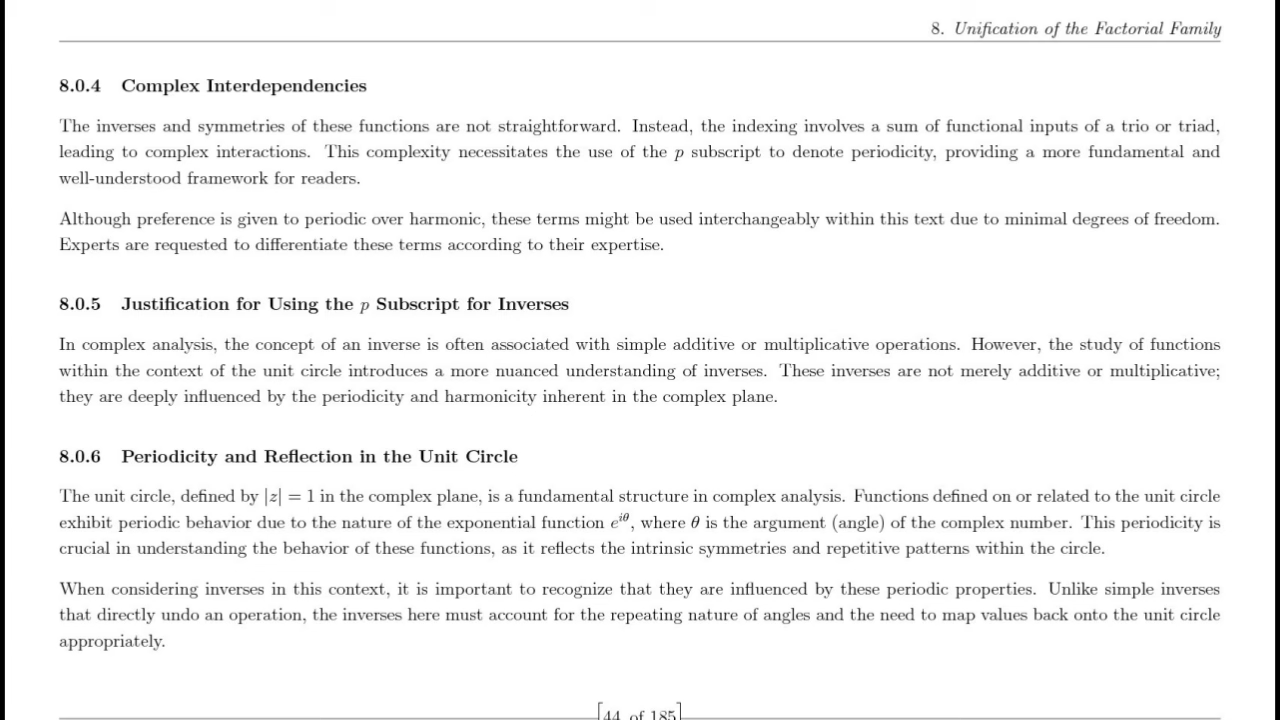 8. Unification of the Factorial Family
8.0.4 Complex Interdependencies
The inverses and symmetries of these functions are not straightforward. Instead, the indexing involves a sum of functional inputs of a trio or triad,
leading to complex interactions. This complexity necessitates the use of the p subscript to denote periodicity, providing a more fundamental and
well-understood framework for readers.
Although preference is given to periodic over harmonic, these terms might be used interchangeably within this text due to minimal degrees of freedom.
Experts are requested to differentiate these terms according to their expertise.
8.0.5 Justification for Using the p Subscript for Inverses
In complex analysis, the concept of an inverse is often associated with simple additive or multiplicative operations. However, the study of functions
within the context of the unit circle introduces a more nuanced understanding of inverses. These inverses are not merely additive or multiplicative;
they are deeply influenced by the periodicity and harmonicity inherent in the complex plane.
8.0.6 Periodicity and Reflection in the Unit Circle
The unit circle, defined by |z| = 1 in the complex plane, is a fundamental structure in complex analysis. Functions defined on or related to the unit circle
exhibit periodic behavior due to the nature of the exponential function e^{iθ}, where θ is the argument (angle) of the complex number. This periodicity is
crucial in understanding the behavior of these functions, as it reflects the intrinsic symmetries and repetitive patterns within the circle.
When considering inverses in this context, it is important to recognize that they are influenced by these periodic properties. Unlike simple inverses
that directly undo an operation, the inverses here must account for the repeating nature of angles and the need to map values back onto the unit circle
appropriately.
[44 of 185]